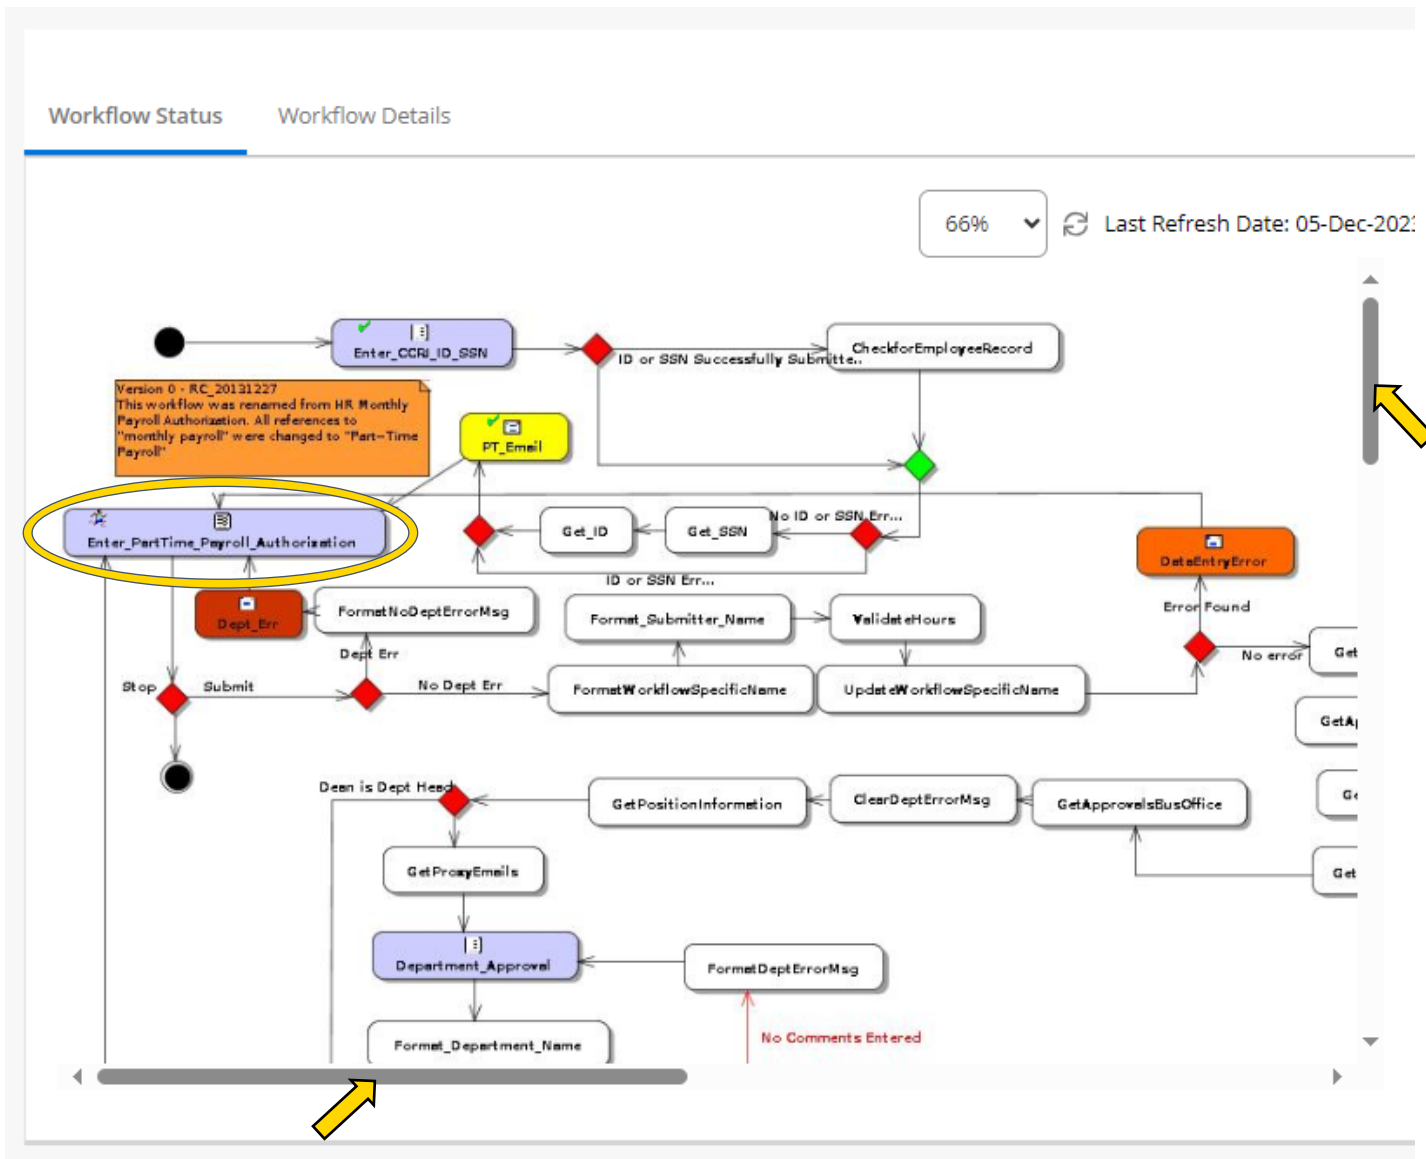 Workflow Status
Workflow Details
66%
Last Refresh Date: 05-Dec-2023
Enter_CCRI_ID_SSN
ID or SSN Successfully Submitte..
CheckforEmployeeRecord
Version 0 - RC_20131227
This workflow was renamed from HR Monthly
Payroll Authorization. All references to
"monthly payroll" were changed to "Part-Time
Payroll"
PT_Email
Enter_PartTime_Payroll_Authorization
Get_ID
Get_SSN
No ID or SSN Err...
ID or SSN Err...
DataEntryError
Dept_Err
FormatNoDeptErrorMsg
Format_Submitter_Name
ValidateHours
Error Found
Dept Err
No error
Get
Stop
Submit
No Dept Err
FormatWorkflowSpecificName
UpdateWorkflowSpecificName
GetAp
Dean is Dept Head
GetPositionInformation
ClearDeptErrorMsg
GetApprovalsBusOffice
Ge
GetProxyEmails
Get
Department_Approval
FormatDeptErrorMsg
Format_Department_Name
No Comments Entered